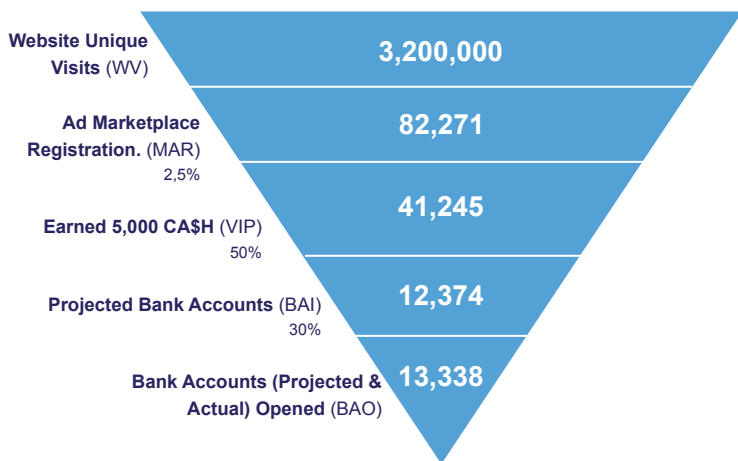 Website Unique
Visits (WV)
3,200,000
Ad Marketplace
Registration. (MAR)
2,5%
82,271
Earned 5,000 CA$H (VIP)
50%
41,245
Projected Bank Accounts (BAI)
30%
12,374
Bank Accounts (Projected &
Actual) Opened (BAO)
13,338